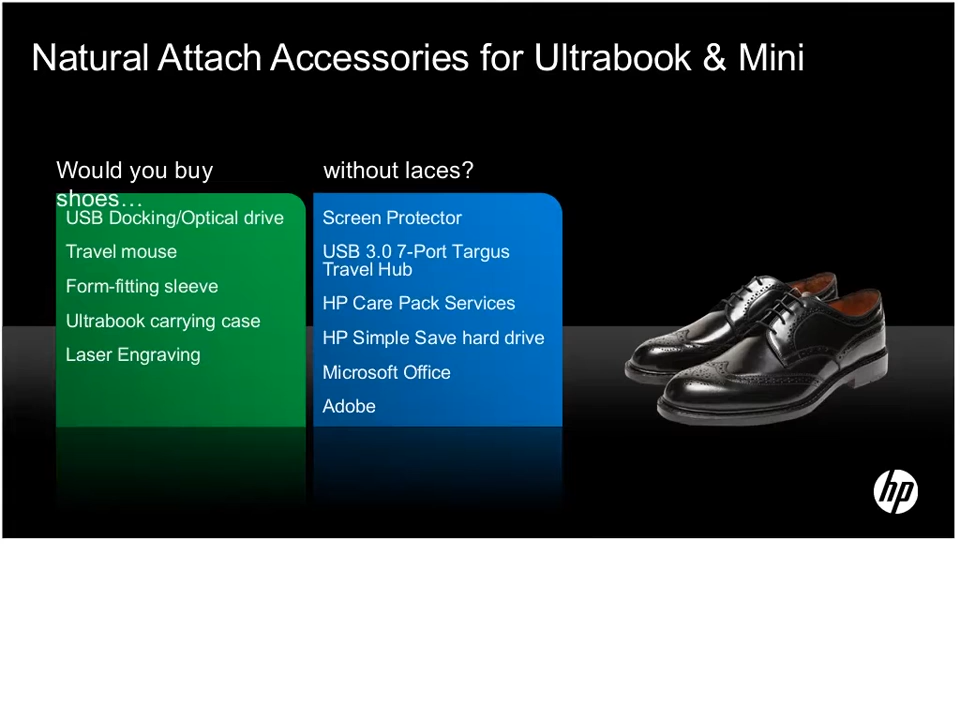 Natural Attach Accessories for Ultrabook & Mini
Would you buy
shoes…
USB Docking/Optical drive
Travel mouse
Form-fitting sleeve
Ultrabook carrying case
Laser Engraving
without laces?
Screen Protector
USB 3.0 7-Port Targus
Travel Hub
HP Care Pack Services
HP Simple Save hard drive
Microsoft Office
Adobe
hp